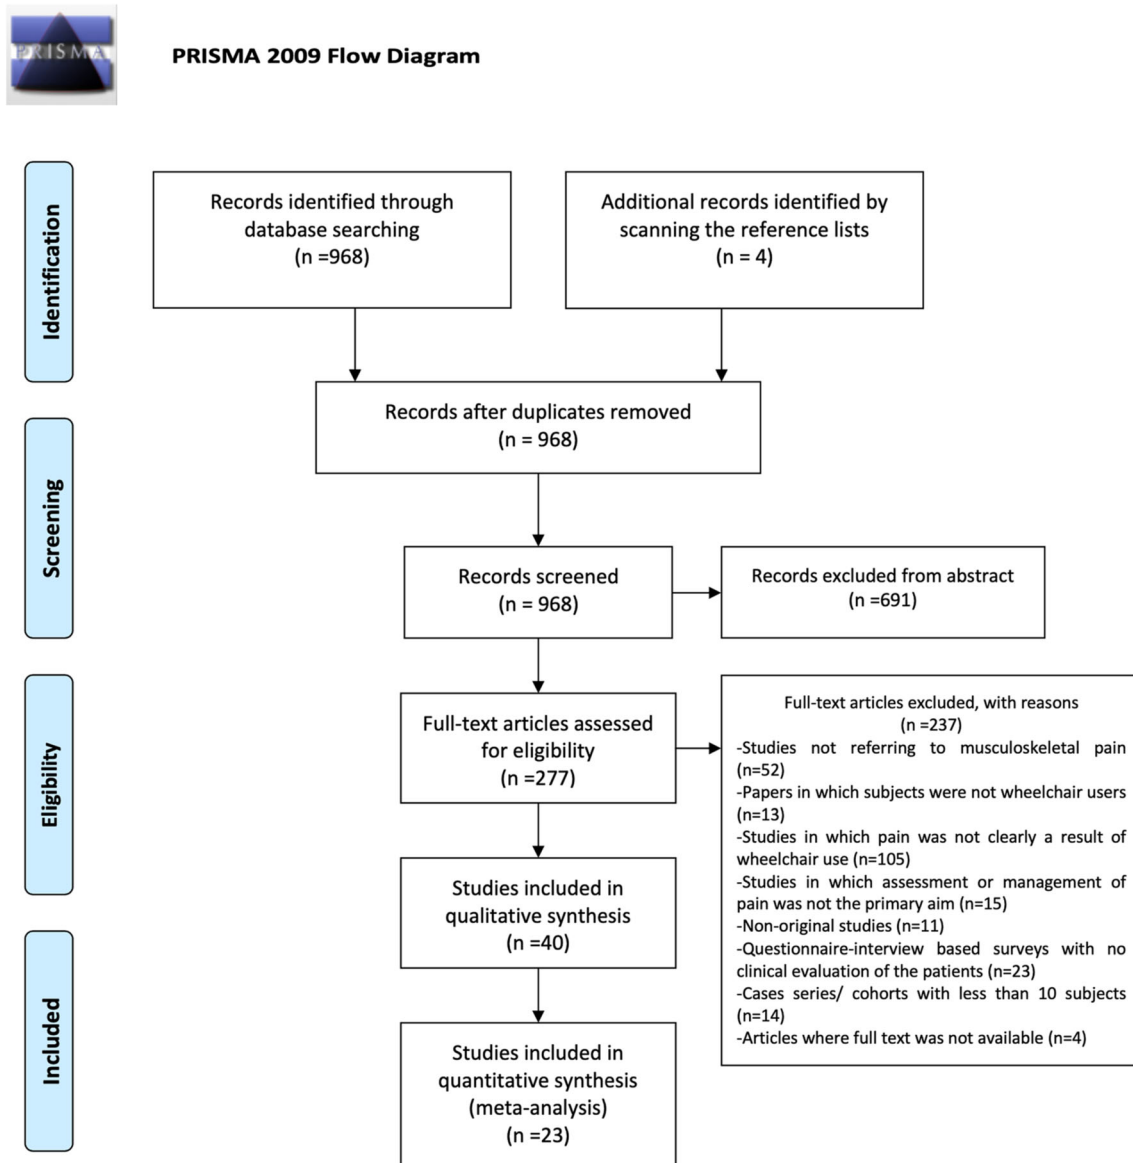 PRISMA
PRISMA 2009 Flow Diagram
Identification
Records identified through
database searching
(n =968)
Additional records identified by
scanning the reference lists
(n = 4)
Records after duplicates removed
(n = 968)
Screening
Records screened
(n = 968)
Records excluded from abstract
(n =691)
Eligibility
Full-text articles assessed
for eligibility
(n =277)
Full-text articles excluded, with reasons
(n =237)
-Studies not referring to musculoskeletal pain
(n=52)
-Papers in which subjects were not wheelchair users
(n=13)
-Studies in which pain was not clearly a result of
wheelchair use (n=105)
-Studies in which assessment or management of
pain was not the primary aim (n=15)
-Non-original studies (n=11)
-Questionnaire-interview based surveys with no
clinical evaluation of the patients (n=23)
-Cases series/ cohorts with less than 10 subjects
(n=14)
-Articles where full text was not available (n=4)
Studies included in
qualitative synthesis
(n =40)
Included
Studies included in
quantitative synthesis
(meta-analysis)
(n =23)